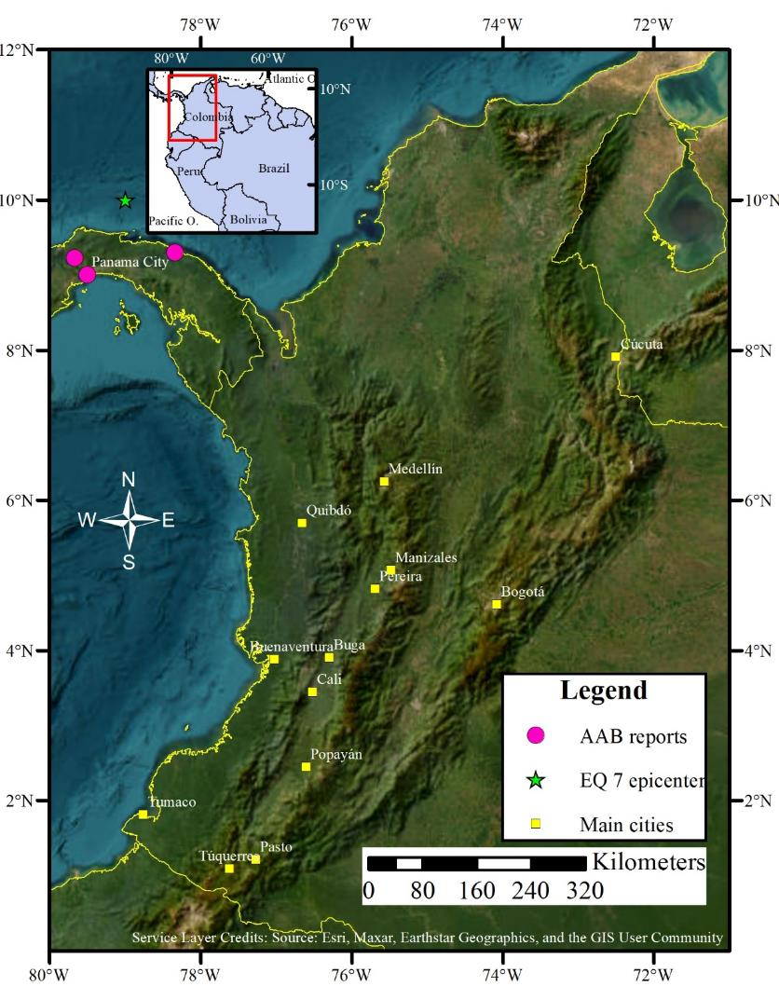 78°W 76°W 74°W 72°W
12°N
80°W 60°W
Atlantic O
10°N
Colombia
Peru
Brazil
10°S
Pacific O.
Bolivia
10°N 10°N
Panama City
8°N 8°N
Cúcuta
Medellín
N
W E
S
6°N 6°N
Quibdó
Manizales
Pereira
Bogotá
4°N 4°N
Buenaventura
Buga
Cali
Legend
AAB reports
EQ 7 epicenter
Main cities
Popayán
2°N 2°N
Tumaco
Pasto
Túquerres
Kilometers
0 80 160 240 320
Service Layer Credits: Source: Esri, Maxar, Earthstar Geographics, and the GIS User Community
80°W 78°W 76°W 74°W 72°W